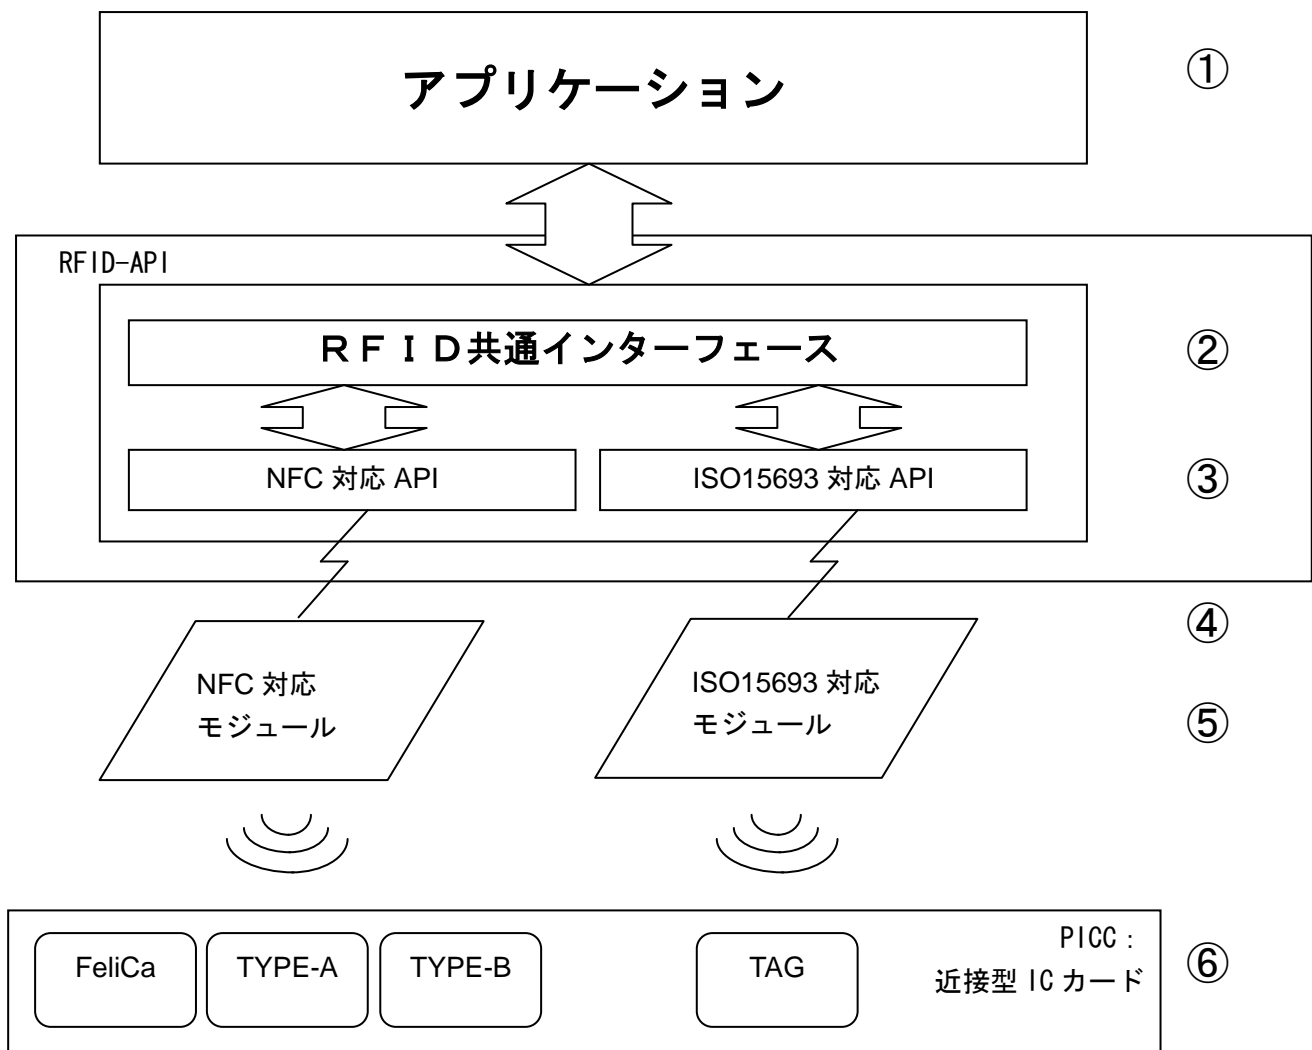 アプリケーション
①
RFID-API
ＲＦＩＤ共通インターフェース
②
NFC 対応 API
ISO15693 対応 API
③
④
NFC 対応
モジュール
ISO15693 対応
モジュール
⑤
FeliCa
TYPE-A
TYPE-B
TAG
PICC：
近接型 IC カード
⑥